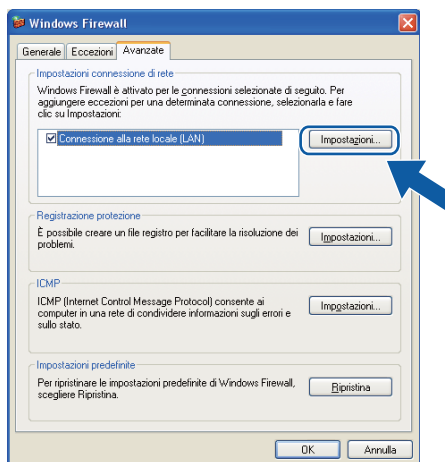 Windows Firewall
Generale Eccezioni Avanzate
Impostazioni connessione di rete
Windows Firewall è attivato per le connessioni selezionate di seguito. Per
aggiungere eccezioni per una determinata connessione, selezionarla e fare
clic su Impostazioni:
Connessione alla rete locale (LAN)
Impostazioni...
Registrazione protezione
È possibile creare un file registro per facilitare la risoluzione dei
problemi.
Impostazioni...
ICMP
ICMP (Internet Control Message Protocol) consente ai
computer in una rete di condividere informazioni sugli errori e
sullo stato.
Impostazioni...
Impostazioni predefinite
Per ripristinare le impostazioni predefinite di Windows Firewall,
scegliere Ripristina.
Ripristina
OK Annulla